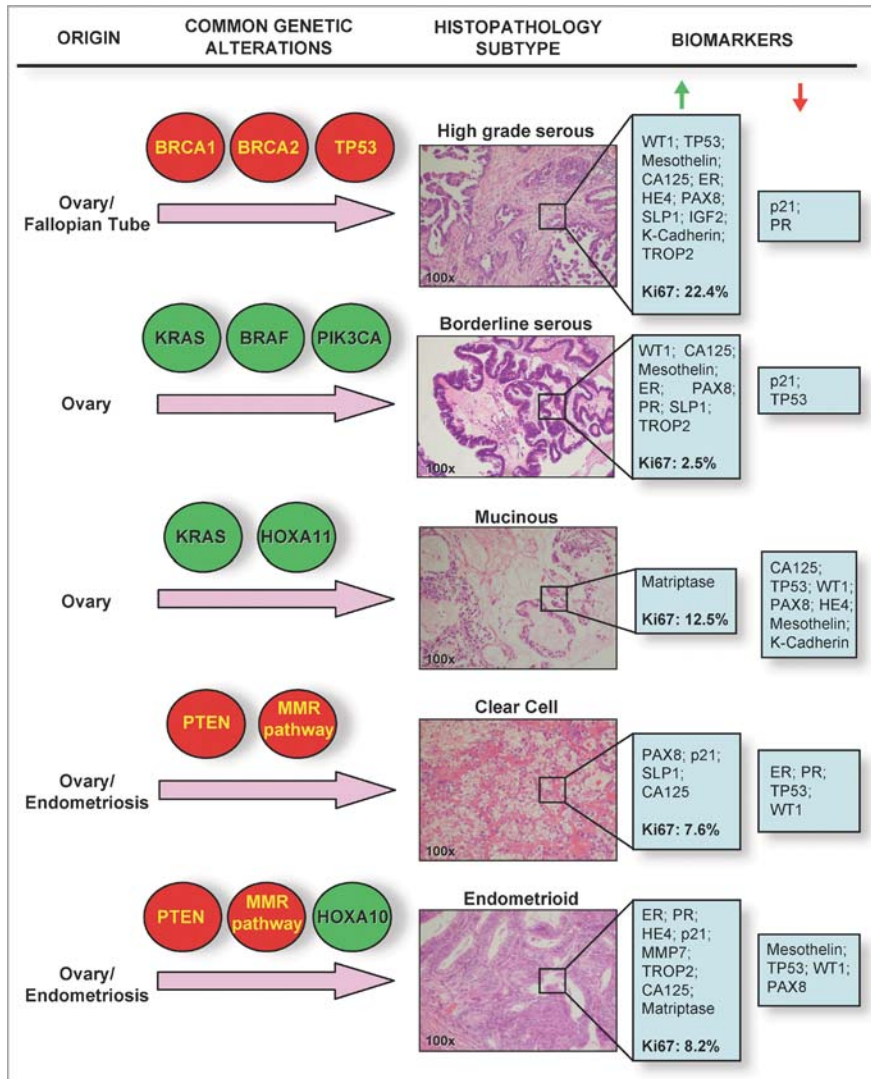 ORIGIN
COMMON GENETIC
ALTERATIONS
HISTOPATHOLOGY
SUBTYPE
BIOMARKERS
BRCA1
BRCA2
TP53
Ovary/
Fallopian Tube
High grade serous
100x
WT1; TP53;
Mesothelin;
CA125; ER;
HE4; PAX8;
SLP1; IGF2;
K-Cadherin;
TROP2
Ki67: 22.4%
p21;
PR
KRAS
BRAF
PIK3CA
Ovary
Borderline serous
100x
WT1; CA125;
Mesothelin;
ER; PAX8;
PR; SLP1;
TROP2
Ki67: 2.5%
p21;
TP53
KRAS
HOXA11
Ovary
Mucinous
100x
Matriptase
Ki67: 12.5%
CA125;
TP53; WT1;
PAX8; HE4;
Mesothelin;
K-Cadherin
PTEN
MMR
pathway
Ovary/
Endometriosis
Clear Cell
100x
PAX8; p21;
SLP1;
CA125
Ki67: 7.6%
ER; PR;
TP53;
WT1
PTEN
MMR
pathway
HOXA10
Ovary/
Endometriosis
Endometrioid
100x
ER; PR;
HE4; p21;
MMP7;
TROP2;
CA125;
Matriptase
Ki67: 8.2%
Mesothelin;
TP53; WT1;
PAX8